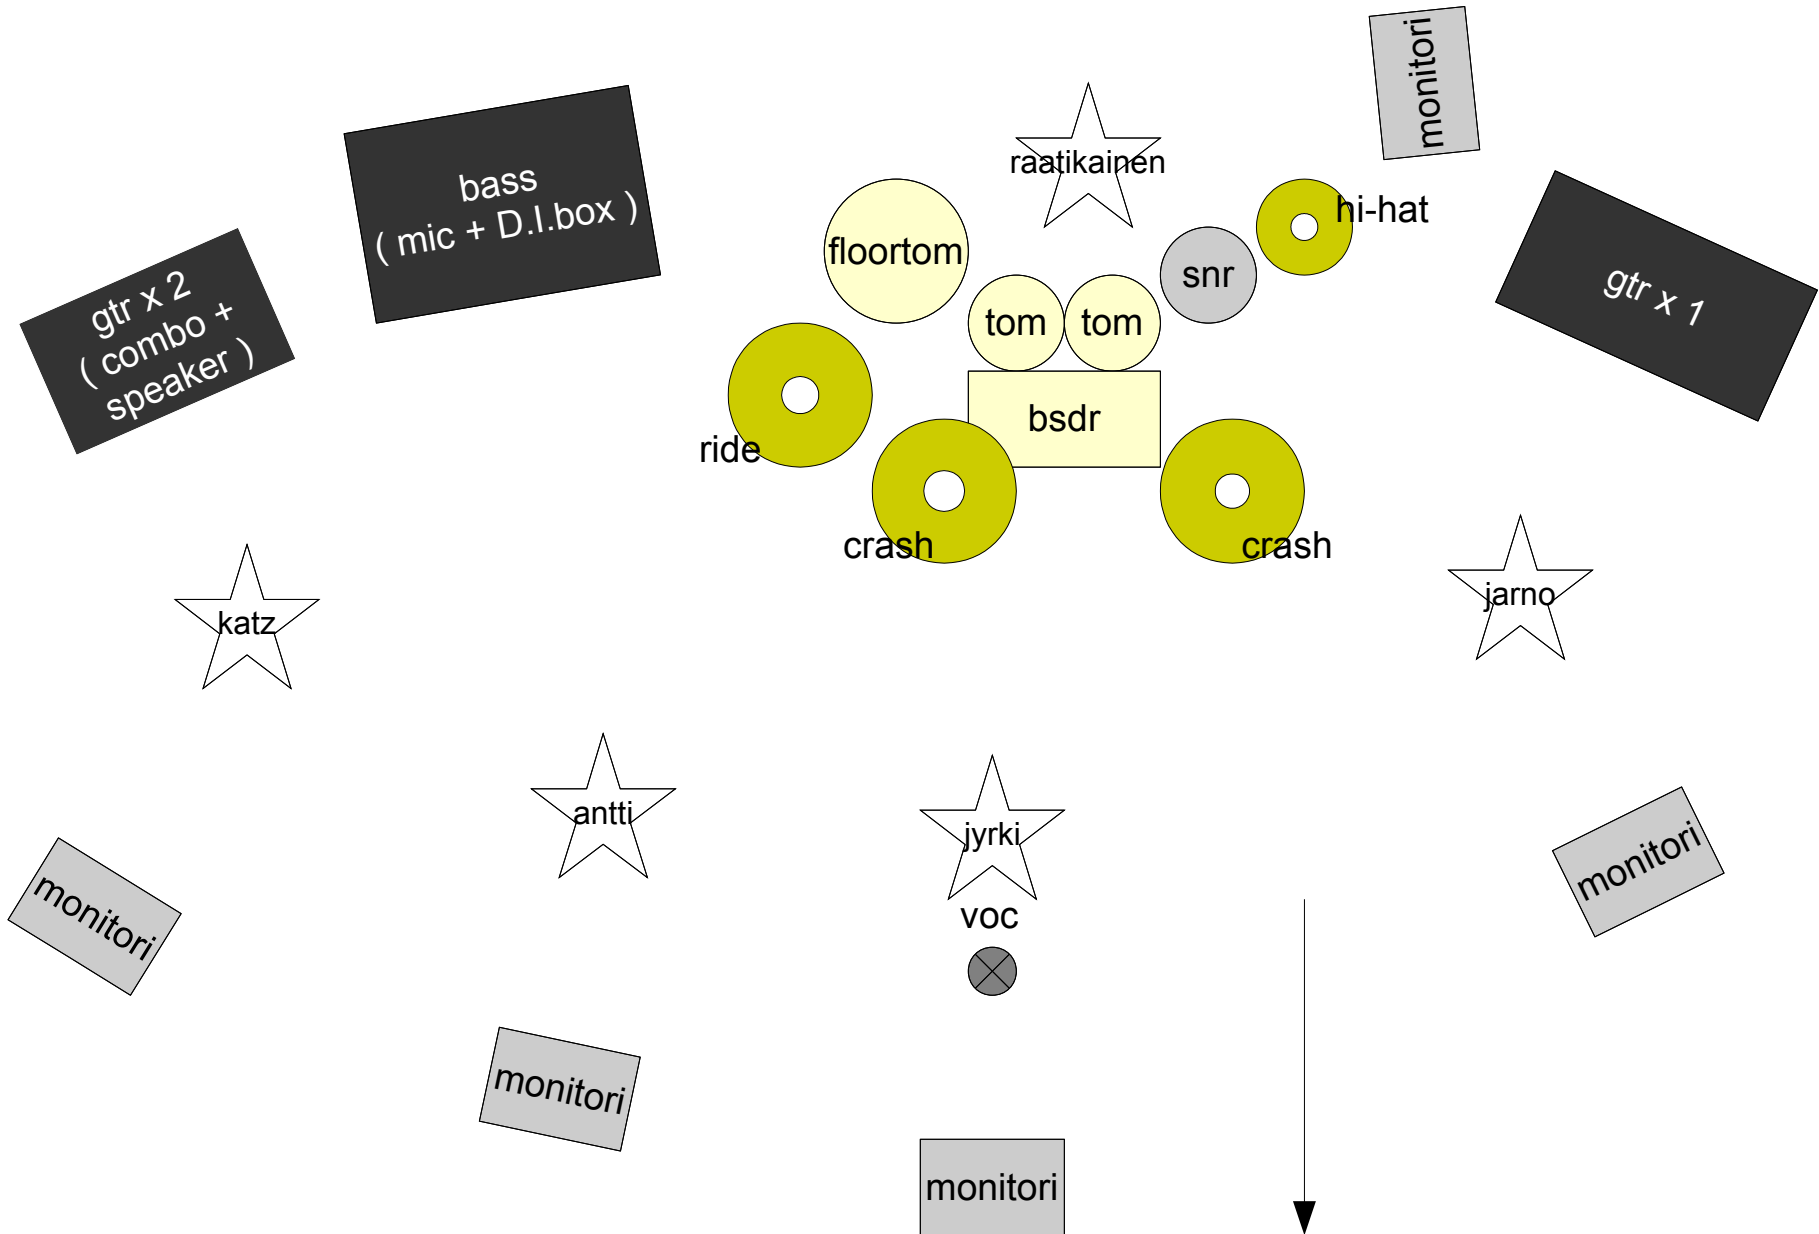 monitori
raatikainen
bass
( mic + D.I.box )
hi-hat
floortom
snr
gtr x 2
( combo +
speaker )
gtr x 1
tom
tom
bsdr
ride
crash
crash
katz
jarno
antti
jyrki
monitori
voc
monitori
monitori
monitori